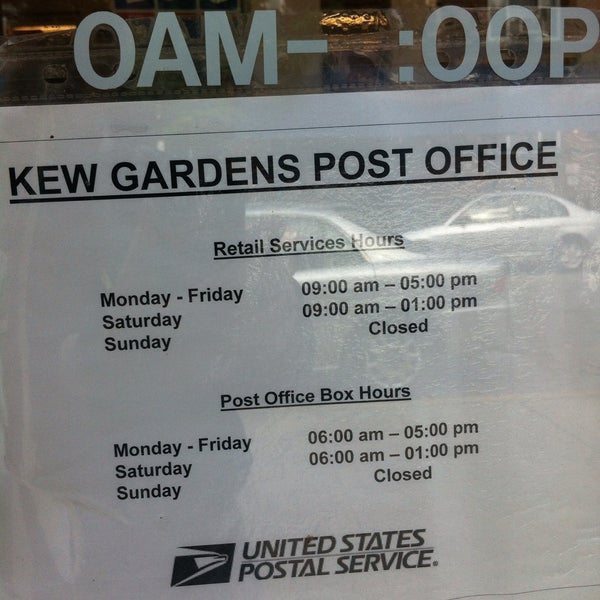 0AM- :00P
KEW GARDENS POST OFFICE
Retail Services Hours
Monday - Friday 09:00 am – 05:00 pm
Saturday 09:00 am – 01:00 pm
Sunday Closed
Post Office Box Hours
Monday - Friday 06:00 am – 05:00 pm
Saturday 06:00 am – 01:00 pm
Sunday Closed
UNITED STATES
POSTAL SERVICE®